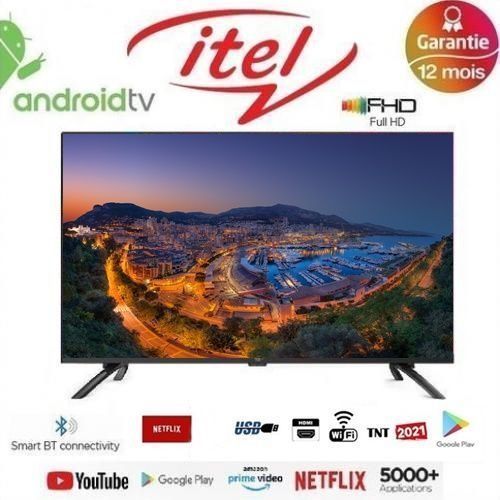 itel
Garantie
12 mois
androidtv
FHD
Full HD
Smart BT connectivity
NETFLIX
USB
HDMI
WiFi
TNT 2021
Google Play
YouTube
Google Play
amazon
prime video
NETFLIX
5000+
Applications